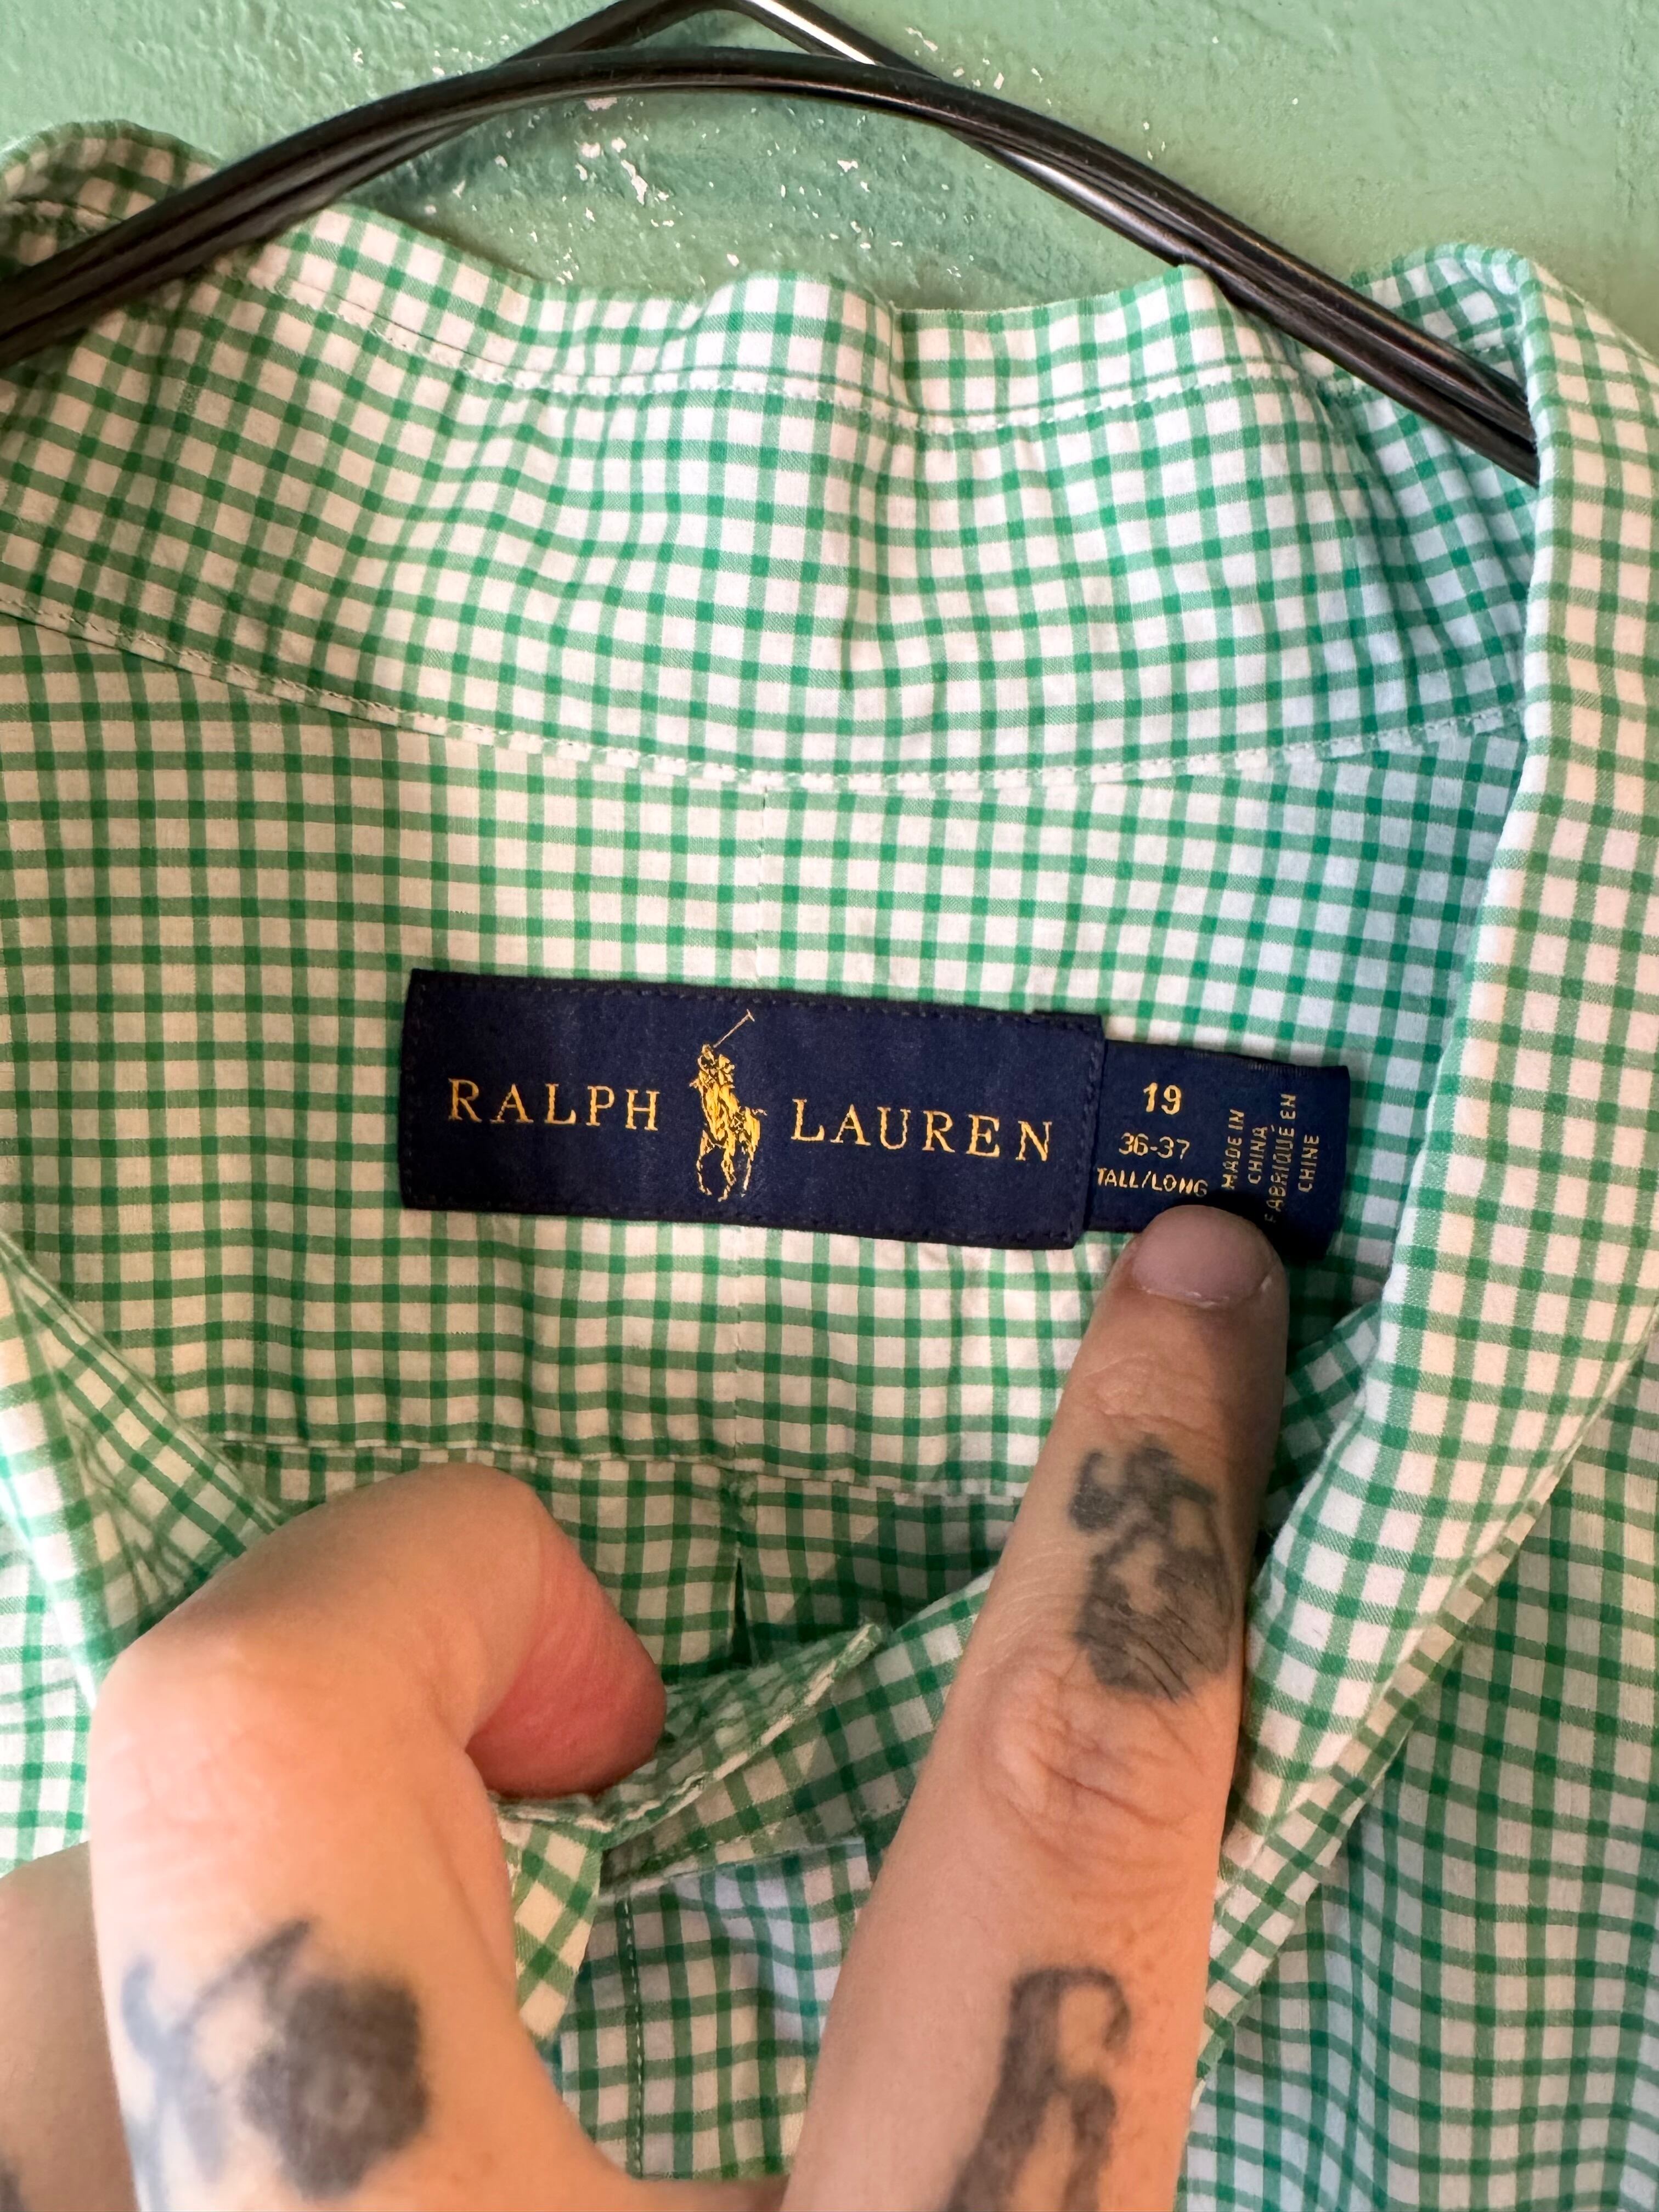 RALPH LAUREN
19
36-37
TALL/LONG
MADE IN
CHINA
FABRIQUÉ EN
CHINE